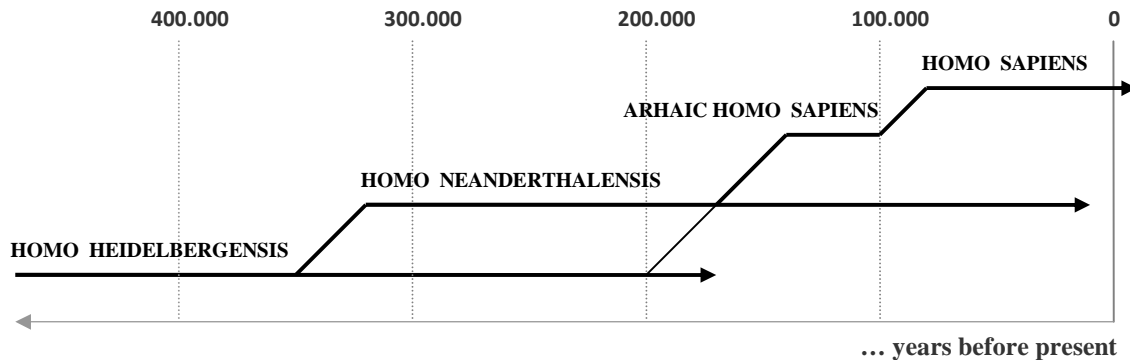 400.000 300.000 200.000 100.000 0
HOMO SAPIENS
ARHAIC HOMO SAPIENS
HOMO NEANDERTHALENSIS
HOMO HEIDELBERGENSIS
... years before present